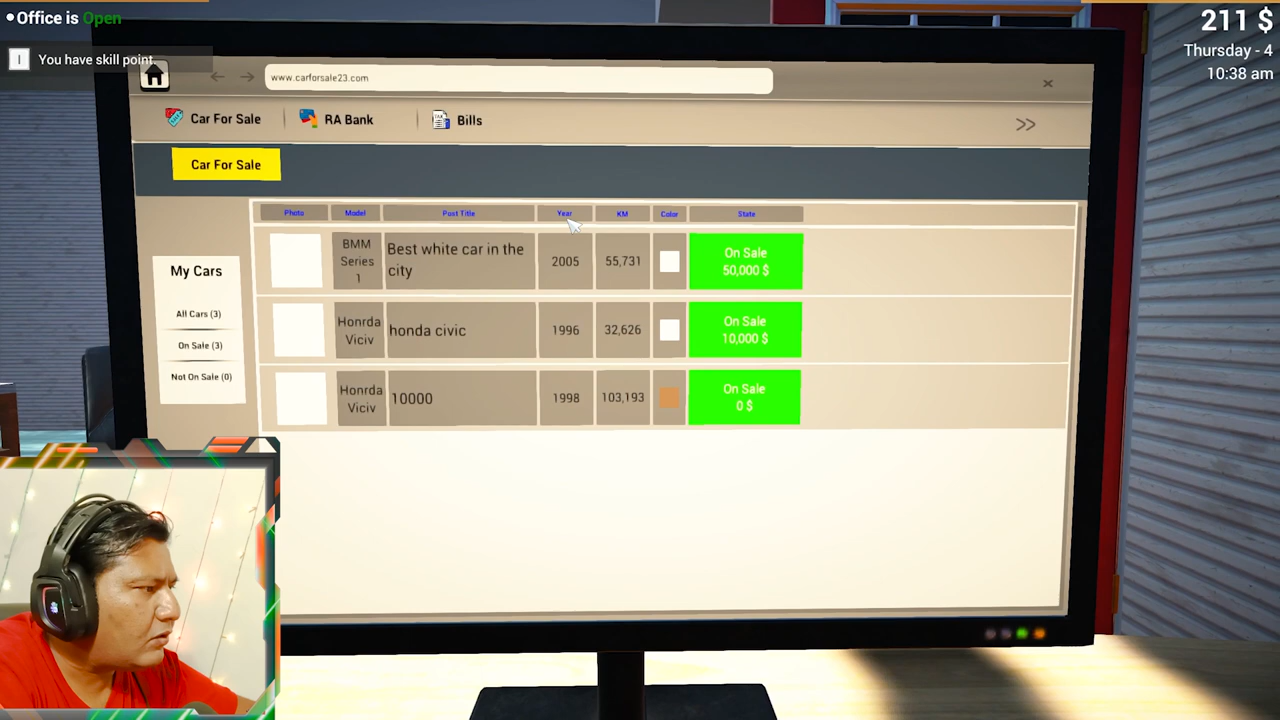 Office is Open
211 $
Thursday - 4
10:38 am
I You have skill point.
www.carforsale23.com
Car For Sale
RA Bank
Bills
>>
Car For Sale
Photo Model Post Title Year KM Color State
BMM Series 1
Best white car in the city
2005
55,731
On Sale
50,000 $
Honrda Viciv
honda civic
1996
32,626
On Sale
10,000 $
Honrda Viciv
10000
1998
103,193
On Sale
0 $
My Cars
All Cars (3)
On Sale (3)
Not On Sale (0)